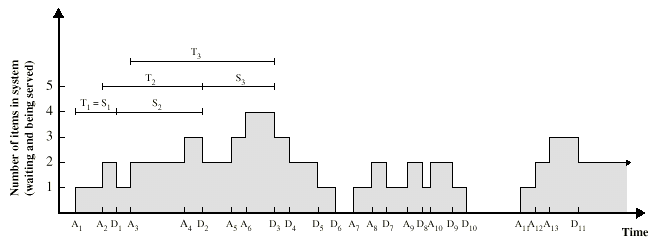 T3
T2
S3
T1 = S1
S2
Number of items in system
(waiting and being served)
5
4
3
2
1
A1 A2 D1 A3 A4 D2 A5 A6 D3 D4 D5 D6 A7 A8 D7 A9 D8 A10 D9 D10 A11 A12 A13 D11
Time